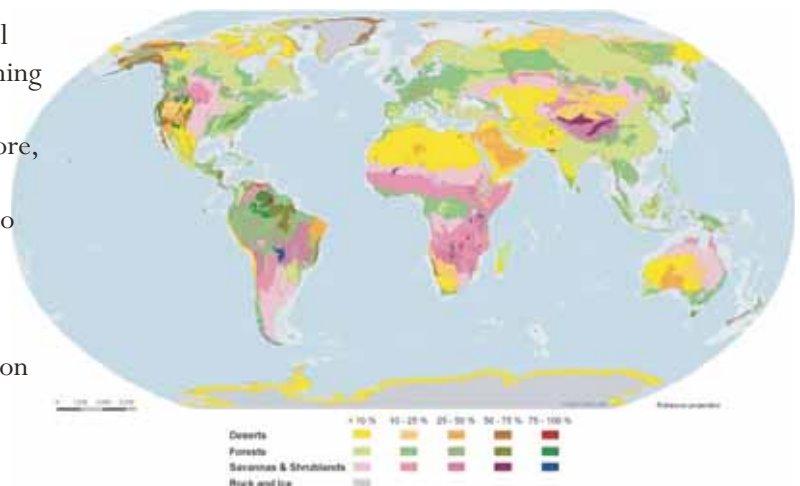 l
ning
ore,
o
on
Robinson projection
< 10 % 10 - 25 % 25 - 50 % 50 - 75 % 75 - 100 %
Deserts
Forests
Savannas & Shrublands
Rock and Ice